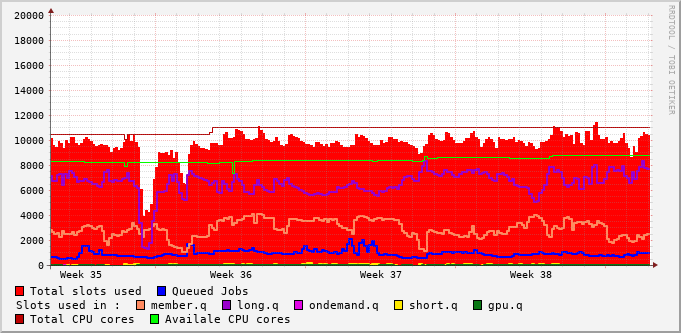 20000
18000
16000
14000
12000
10000
8000
6000
4000
2000
0
Week 35 Week 36 Week 37 Week 38
Total slots used Queued Jobs
Slots used in : member.q long.q ondemand.q short.q gpu.q
Total CPU cores Availale CPU cores
RRDTOOL / TOBI OETIKER